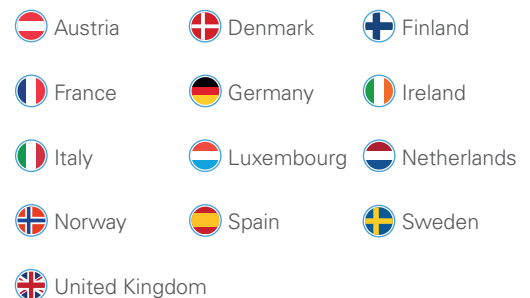 Austria Denmark Finland
France Germany Ireland
Italy Luxembourg Netherlands
Norway Spain Sweden
United Kingdom